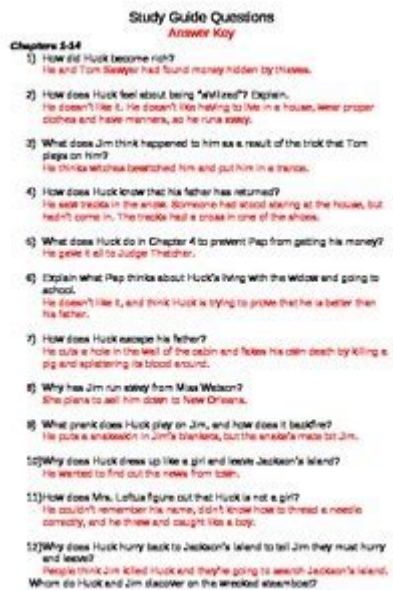 Study Guide Questions
Answer Key
Chapters 1-14
1) How did Huck become rich?
He and Tom Sawyer had found money hidden by thieves.
2) How does Huck feel about being "civilized"? Explain.
He doesn't like it. He doesn't like having to live in a house, wear proper
clothes and have manners, so he runs away.
3) What does Jim think happened to him as a result of the trick that Tom
plays on him?
He thinks witches bewitched him and put him in a trance.
4) How does Huck know that his father has returned?
He saw tracks in the snow. Someone had stood staring at the house, but
hadn't come in. The tracks had a cross in one of the shoes.
5) What does Huck do in Chapter 4 to prevent Pap from getting his money?
He gave it all to Judge Thatcher.
6) Explain what Pap thinks about Huck's living with the widow and going to
school.
He doesn't like it, and think Huck is trying to prove that he is better than
his father.
7) How does Huck escape his father?
He cuts a hole in the wall of the cabin and fakes his own death by killing a
pig and splattering its blood around.
8) Why has Jim run away from Miss Watson?
She plans to sell him down to New Orleans.
9) What prank does Huck play on Jim, and how does it backfire?
He puts a snakeskin in Jim's blankets, but the snake's mate bit Jim.
10)Why does Huck dress up like a girl and leave Jackson's Island?
He wanted to find out the news from town.
11)How does Mrs. Loftus figure out that Huck is not a girl?
He couldn't remember his name, didn't know how to thread a needle
correctly, and he threw and caught like a boy.
12)Why does Huck hurry back to Jackson's Island to tell Jim they must hurry
and leave?
People think Jim killed Huck and they're going to search Jackson's Island.
Whom do Huck and Jim discover on the wrecked steamboat?